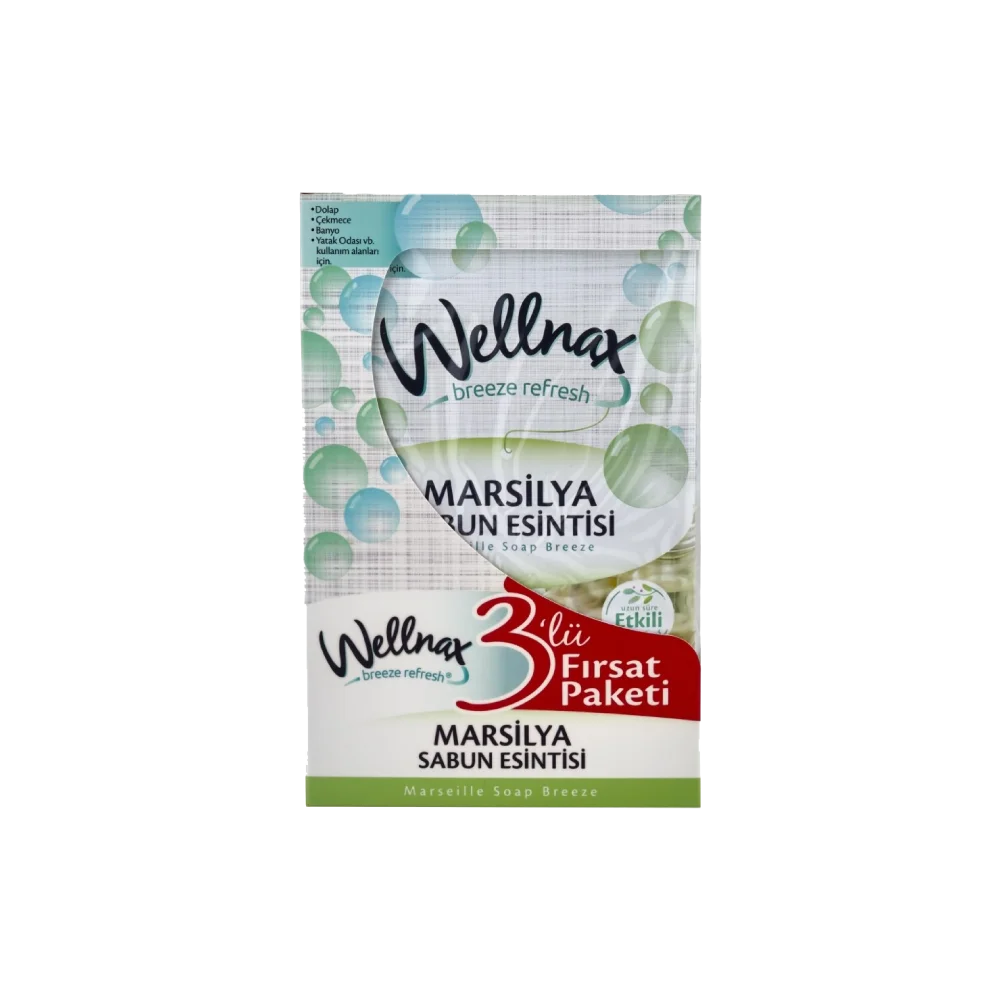 •Dolap
•Çekmece
•Banyo
•Yatak Odası vb.
kullanım alanları
için.
için.
Wellnax
breeze refresh
MARSİLYA
BUN ESİNTİSİ
Soap Breeze
uzun süre
Etkili
Wellnax
breeze refresh®
3'lü
Fırsat
Paketi
MARSİLYA
SABUN ESİNTİSİ
Marseille Soap Breeze